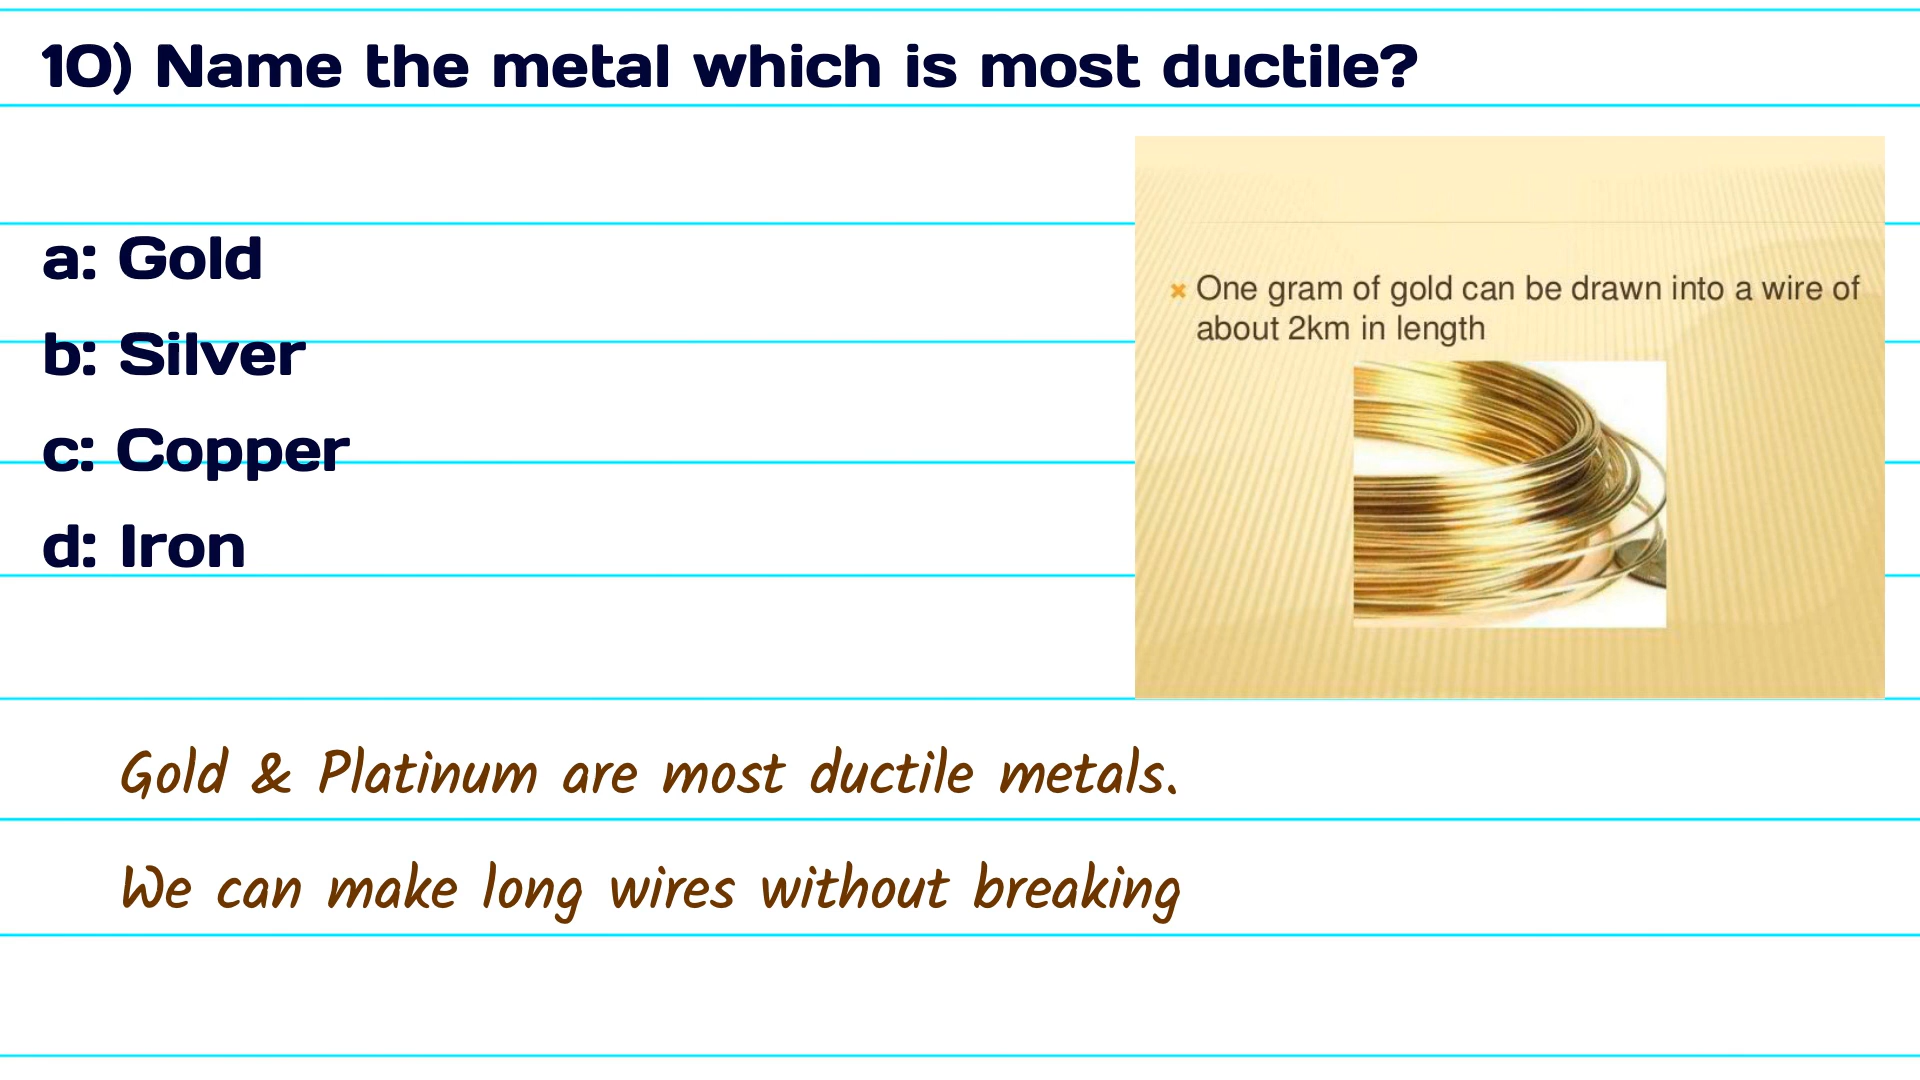 10) Name the metal which is most ductile?
a: Gold
b: Silver
c: Copper
d: Iron
One gram of gold can be drawn into a wire of
about 2km in length
Gold & Platinum are most ductile metals.
We can make long wires without breaking